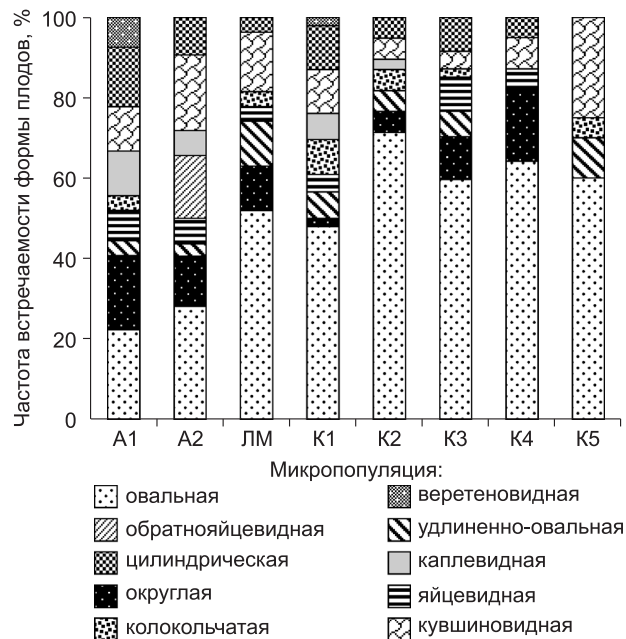 Частота встречаемости формы плодов, %
100
80
60
40
20
0
А1 А2 ЛМ К1 К2 К3 К4 К5
Микропопуляция:
овальная
обратнояйцевидная
цилиндрическая
округлая
колокольчатая
веретеновидная
удлиненно-овальная
каплевидная
яйцевидная
кувшиновидная